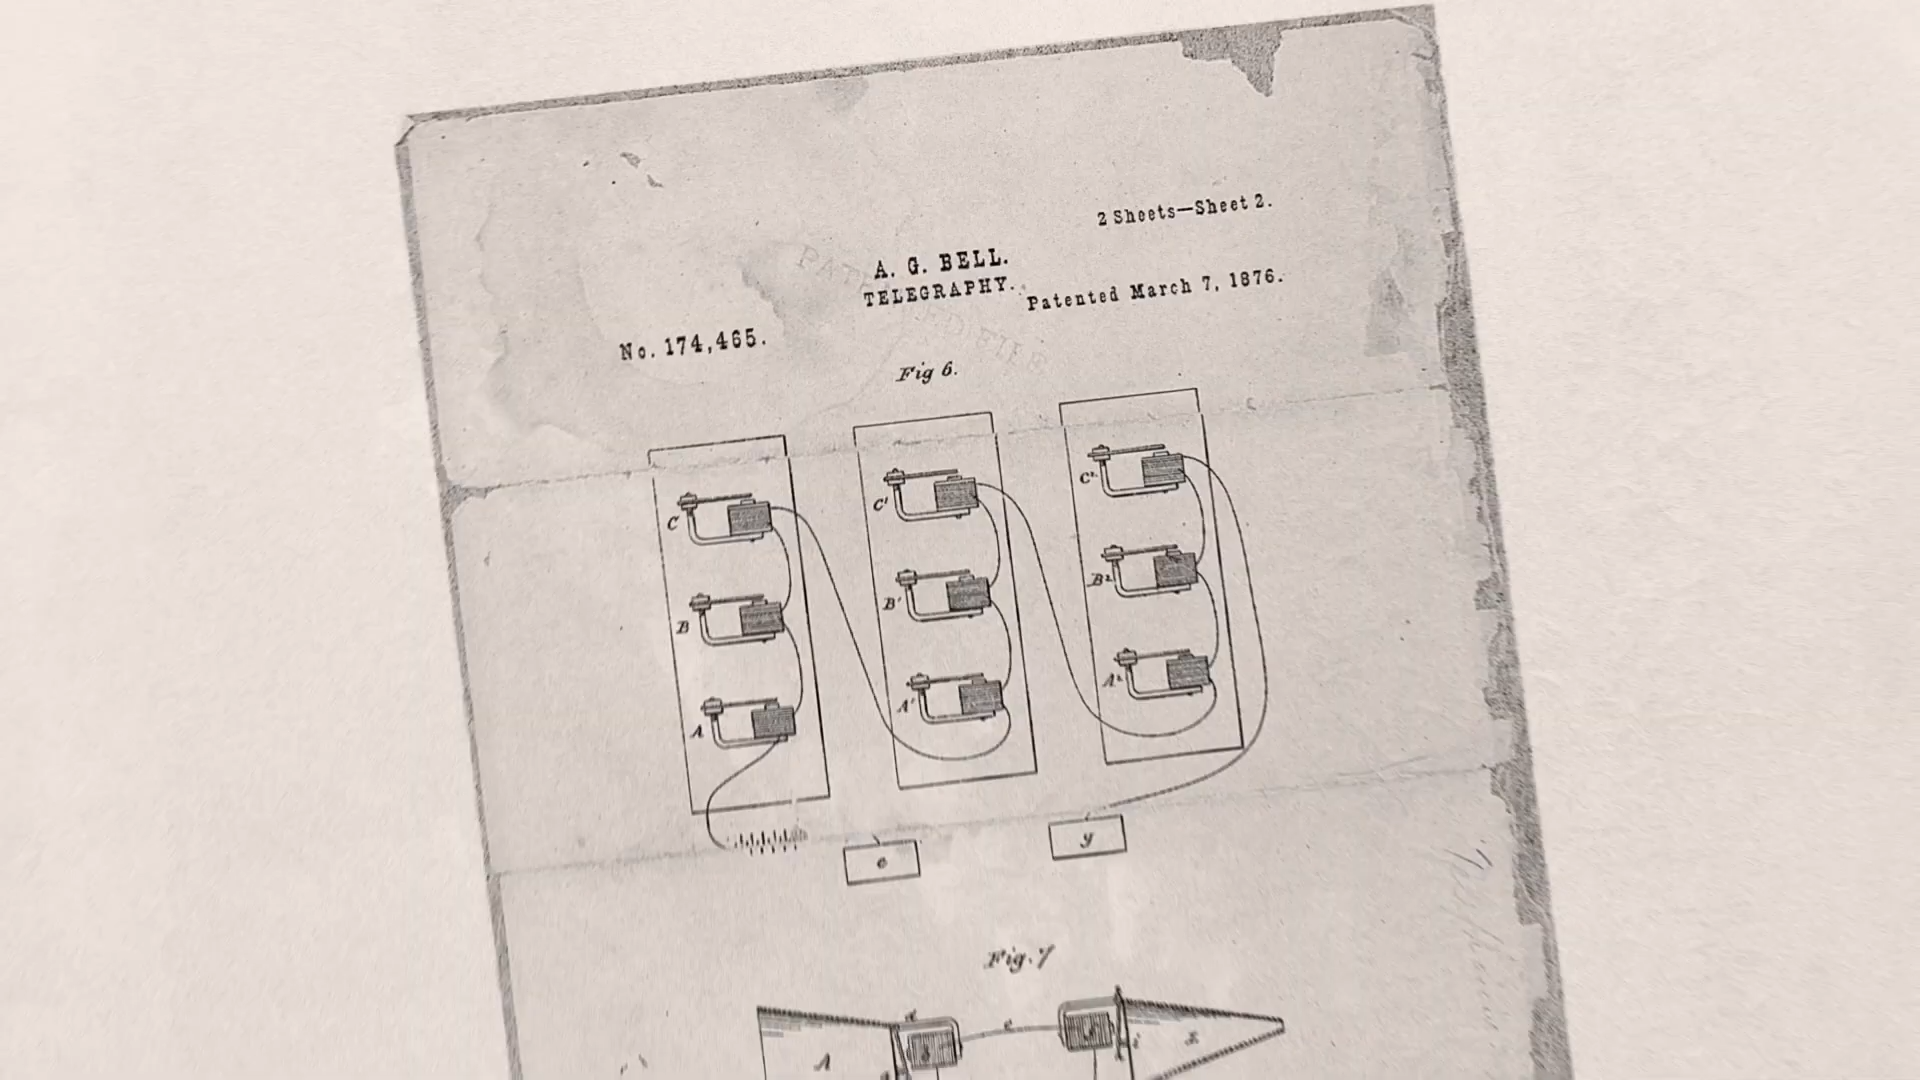 2 Sheets—Sheet 2.
A. G. BELL.
TELEGRAPHY.
Patented March 7, 1876.
No. 174,465.
Fig 6.
C
C'
C²
B
B'
B²
A
A'
A²
e
y
Fig. 7
A
d
b
e
f
i
L